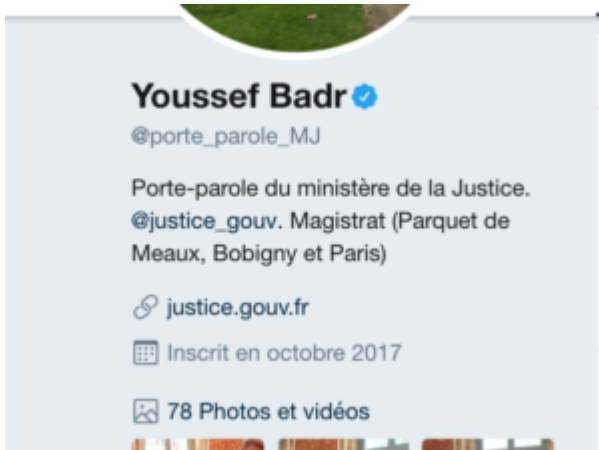 Youssef Badr
@porte_parole_MJ
Porte-parole du ministère de la Justice.
@justice_gouv. Magistrat (Parquet de
Meaux, Bobigny et Paris)
justice.gouv.fr
Inscrit en octobre 2017
78 Photos et vidéos